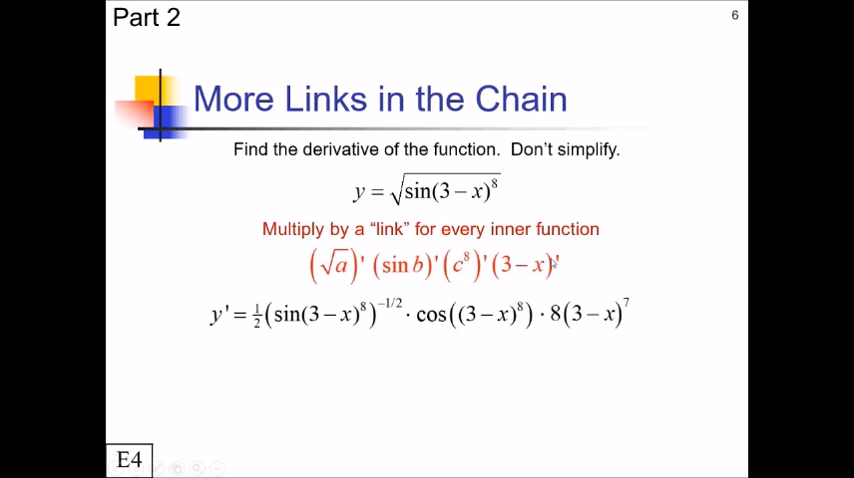 Part 2
6
More Links in the Chain
Find the derivative of the function.  Don't simplify.
y = √sin(3 − x)⁸
Multiply by a “link” for every inner function
(√a)' (sin b)' (c⁸)' (3 − x)'
y' = ½(sin(3 − x)⁸)^−1/2 · cos((3 − x)⁸) · 8(3 − x)⁷
E4